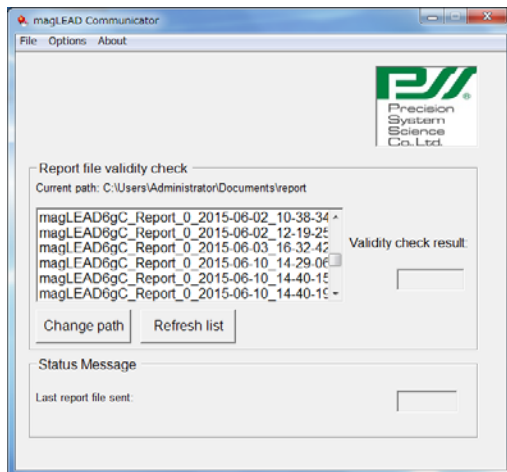 magLEAD Communicator
File Options About
PSS
Precision
System
Science
Co.Ltd.
Report file validity check
Current path: C:\Users\Administrator\Documents\report
magLEAD6gC_Report_0_2015-06-02_10-38-34
magLEAD6gC_Report_0_2015-06-02_12-19-25
magLEAD6gC_Report_0_2015-06-03_16-32-42
magLEAD6gC_Report_0_2015-06-10_14-29-06
magLEAD6gC_Report_0_2015-06-10_14-40-15
magLEAD6gC_Report_0_2015-06-10_14-40-19
Validity check result:
Change path
Refresh list
Status Message
Last report file sent: